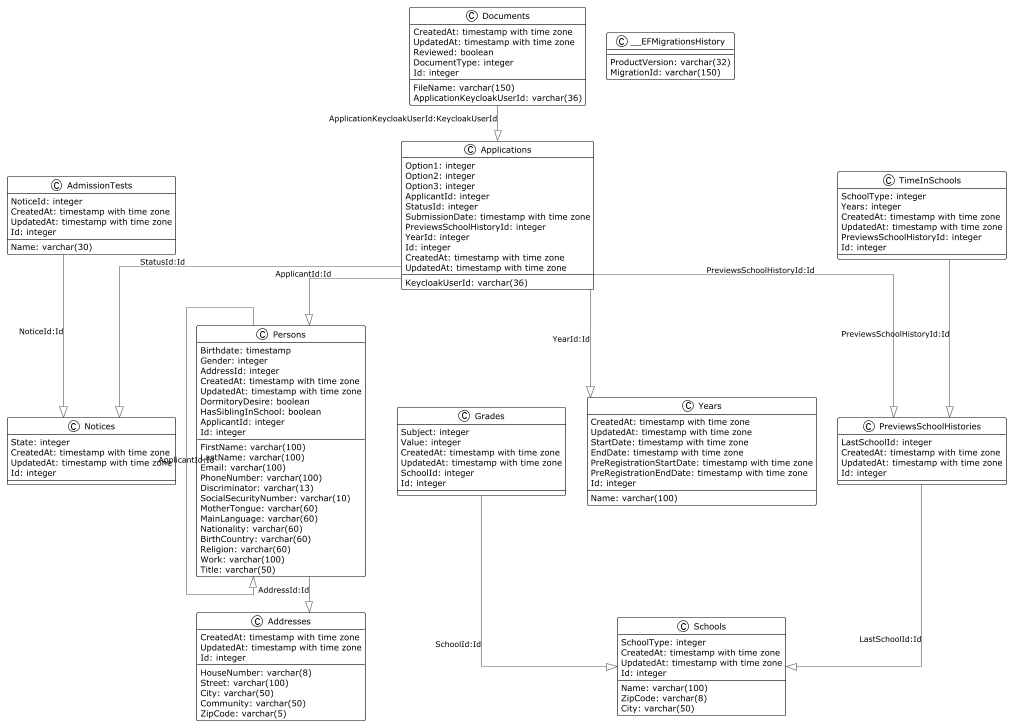 Documents
CreatedAt: timestamp with time zone
UpdatedAt: timestamp with time zone
Reviewed: boolean
DocumentType: integer
Id: integer
FileName: varchar(150)
ApplicationKeycloakUserId: varchar(36)
__EFMigrationsHistory
ProductVersion: varchar(32)
MigrationId: varchar(150)
ApplicationKeycloakUserId:KeycloakUserId
Applications
Option1: integer
Option2: integer
Option3: integer
ApplicantId: integer
StatusId: integer
SubmissionDate: timestamp with time zone
PreviewsSchoolHistoryId: integer
YearId: integer
Id: integer
CreatedAt: timestamp with time zone
UpdatedAt: timestamp with time zone
KeycloakUserId: varchar(36)
AdmissionTests
NoticeId: integer
CreatedAt: timestamp with time zone
UpdatedAt: timestamp with time zone
Id: integer
Name: varchar(30)
TimeInSchools
SchoolType: integer
Years: integer
CreatedAt: timestamp with time zone
UpdatedAt: timestamp with time zone
PreviewsSchoolHistoryId: integer
Id: integer
StatusId:Id
ApplicantId:Id
PreviewsSchoolHistoryId:Id
NoticeId:Id
YearId:Id
PreviewsSchoolHistoryId:Id
Persons
Birthdate: timestamp
Gender: integer
AddressId: integer
CreatedAt: timestamp with time zone
UpdatedAt: timestamp with time zone
DormitoryDesire: boolean
HasSiblingInSchool: boolean
ApplicantId: integer
Id: integer
FirstName: varchar(100)
LastName: varchar(100)
Email: varchar(100)
PhoneNumber: varchar(100)
Discriminator: varchar(13)
SocialSecurityNumber: varchar(10)
MotherTongue: varchar(60)
MainLanguage: varchar(60)
Nationality: varchar(60)
BirthCountry: varchar(60)
Religion: varchar(60)
Work: varchar(100)
Title: varchar(50)
ApplicantId:Id
Notices
State: integer
CreatedAt: timestamp with time zone
UpdatedAt: timestamp with time zone
Id: integer
Grades
Subject: integer
Value: integer
CreatedAt: timestamp with time zone
UpdatedAt: timestamp with time zone
SchoolId: integer
Id: integer
Years
CreatedAt: timestamp with time zone
UpdatedAt: timestamp with time zone
StartDate: timestamp with time zone
EndDate: timestamp with time zone
PreRegistrationStartDate: timestamp with time zone
PreRegistrationEndDate: timestamp with time zone
Id: integer
Name: varchar(100)
PreviewsSchoolHistories
LastSchoolId: integer
CreatedAt: timestamp with time zone
UpdatedAt: timestamp with time zone
Id: integer
AddressId:Id
SchoolId:Id
LastSchoolId:Id
Addresses
CreatedAt: timestamp with time zone
UpdatedAt: timestamp with time zone
Id: integer
HouseNumber: varchar(8)
Street: varchar(100)
City: varchar(50)
Community: varchar(50)
ZipCode: varchar(5)
Schools
SchoolType: integer
CreatedAt: timestamp with time zone
UpdatedAt: timestamp with time zone
Id: integer
Name: varchar(100)
ZipCode: varchar(8)
City: varchar(50)